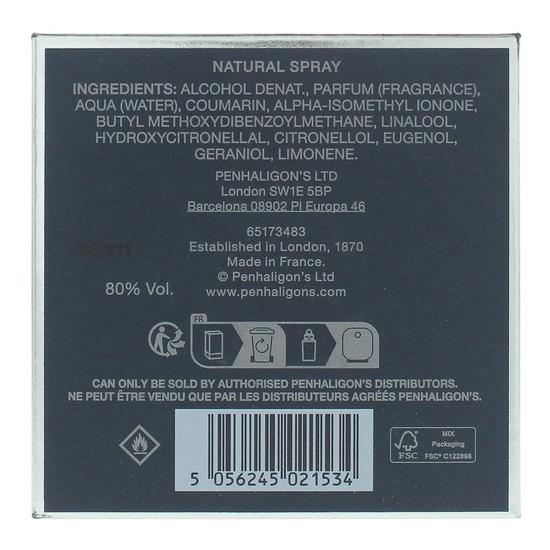 NATURAL SPRAY
INGREDIENTS: ALCOHOL DENAT., PARFUM (FRAGRANCE),
AQUA (WATER), COUMARIN, ALPHA-ISOMETHYL IONONE,
BUTYL METHOXYDIBENZOYLMETHANE, LINALOOL,
HYDROXYCITRONELLAL, CITRONELLOL, EUGENOL,
GERANIOL, LIMONENE.
PENHALIGON'S LTD
London SW1E 5BP
Barcelona 08902 Pl Europa 46
65173483
Established in London, 1870
Made in France.
© Penhaligon's Ltd
80% Vol. www.penhaligons.com
FR
CAN ONLY BE SOLD BY AUTHORISED PENHALIGON'S DISTRIBUTORS.
NE PEUT ÊTRE VENDU QUE PAR LES DISTRIBUTEURS AGRÉÉS PENHALIGON'S.
5 056245 021534
FSC
MIX
Packaging
FSC® C122898